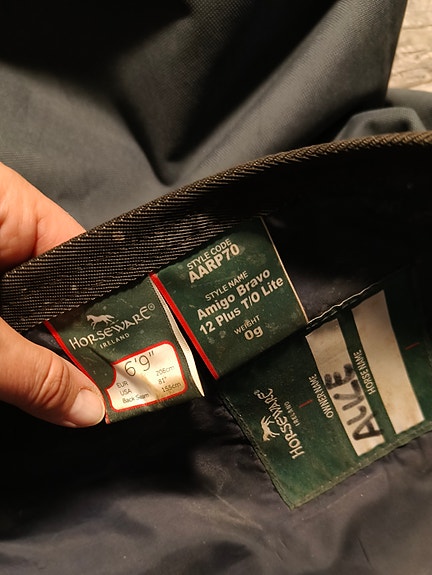 HORSEWARE®
IRELAND
6'9"
EUR 206cm
USA 81"
Back Seam 155cm
STYLE CODE
AARP70
STYLE NAME
Amigo Bravo
12 Plus T/O Lite
WEIGHT
0g
HORSEWARE
IRELAND
OWNER NAME
ALKE
HORSE NAME